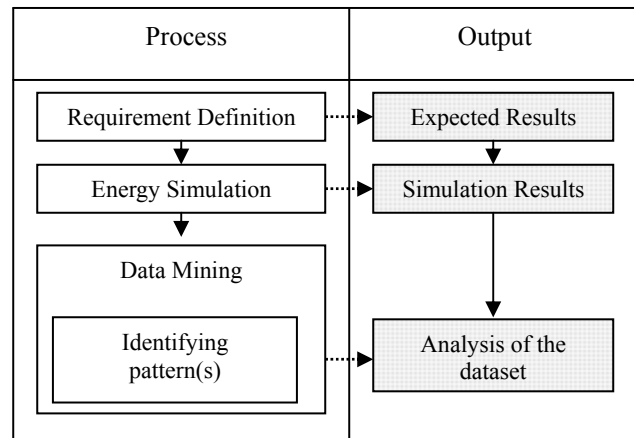 Process
Output
Requirement Definition
Expected Results
Energy Simulation
Simulation Results
Data Mining
Identifying
pattern(s)
Analysis of the
dataset